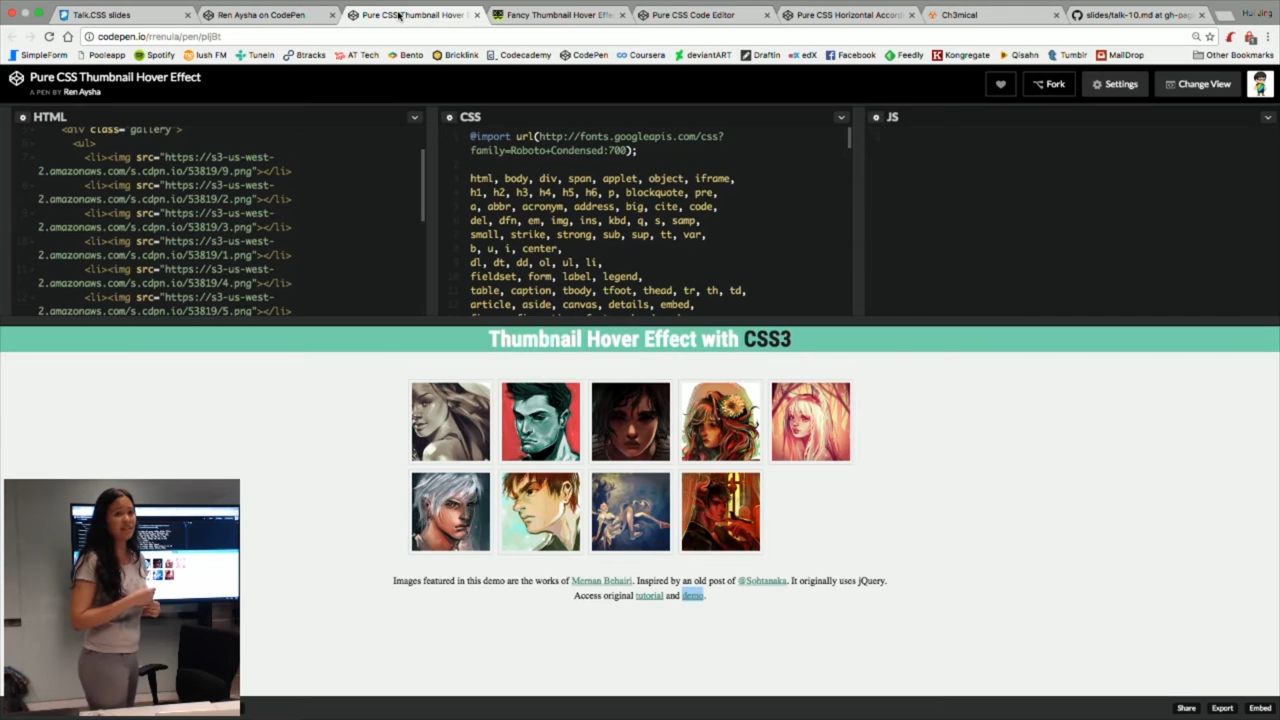 Talk.CSS slides
Ren Aysha on CodePen
Pure CSS Thumbnail Hover
Fancy Thumbnail Hover Effe
Pure CSS Code Editor
Pure CSS Horizontal Accord
Ch3mical
slides/talk-10.md at gh-pag
codepen.io/rrenula/pen/pljBt
SimpleForm
Pooleapp
Spotify
lush FM
TuneIn
Btracks
AT Tech
Bento
Bricklink
Codecademy
CodePen
Coursera
deviantART
Draftin
edX
Facebook
Feedly
Kongregate
Qisahn
Tumblr
MailDrop
Other Bookmarks
Pure CSS Thumbnail Hover Effect
A PEN BY Ren Aysha
Fork
Settings
Change View
HTML
<div class="gallery">
<ul>
<li><img src="https://s3-us-west-
2.amazonaws.com/s.cdpn.io/53819/9.png"></li>
<li><img src="https://s3-us-west-
2.amazonaws.com/s.cdpn.io/53819/2.png"></li>
<li><img src="https://s3-us-west-
2.amazonaws.com/s.cdpn.io/53819/3.png"></li>
<li><img src="https://s3-us-west-
2.amazonaws.com/s.cdpn.io/53819/1.png"></li>
<li><img src="https://s3-us-west-
2.amazonaws.com/s.cdpn.io/53819/4.png"></li>
<li><img src="https://s3-us-west-
2.amazonaws.com/s.cdpn.io/53819/5.png"></li>
CSS
@import url(http://fonts.googleapis.com/css?
family=Roboto+Condensed:700);
html, body, div, span, applet, object, iframe,
h1, h2, h3, h4, h5, h6, p, blockquote, pre,
a, abbr, acronym, address, big, cite, code,
del, dfn, em, img, ins, kbd, q, s, samp,
small, strike, strong, sub, sup, tt, var,
b, u, i, center,
dl, dt, dd, ol, ul, li,
fieldset, form, label, legend,
table, caption, tbody, tfoot, thead, tr, th, td,
article, aside, canvas, details, embed,
JS
Thumbnail Hover Effect with CSS3
Images featured in this demo are the works of Mernan Behairi. Inspired by an old post of @Sohtanaka. It originally uses jQuery.
Access original tutorial and demo.
Share
Export
Embed